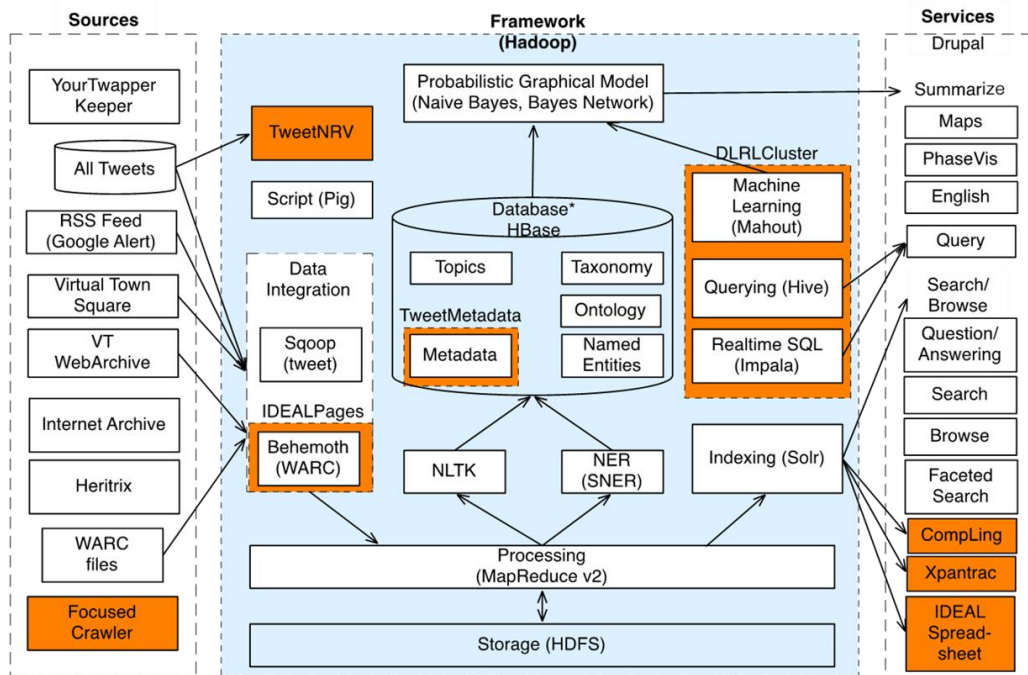 Sources
YourTwapper
Keeper
All Tweets
RSS Feed
(Google Alert)
Virtual Town
Square
VT
WebArchive
Internet Archive
Heritrix
WARC
files
Focused
Crawler
Framework
(Hadoop)
Probabilistic Graphical Model
(Naive Bayes, Bayes Network)
TweetNRV
Script (Pig)
Data
Integration
Sqoop
(tweet)
IDEALPages
Behemoth
(WARC)
Database*
HBase
Topics
Taxonomy
Ontology
TweetMetadata
Metadata
Named
Entities
DLRLCluster
Machine
Learning
(Mahout)
Querying (Hive)
Realtime SQL
(Impala)
NLTK
NER
(SNER)
Indexing (Solr)
Processing
(MapReduce v2)
Storage (HDFS)
Services
Drupal
Summarize
Maps
PhaseVis
English
Query
Search/
Browse
Question/
Answering
Search
Browse
Faceted
Search
CompLing
Xpantrac
IDEAL
Spread-
sheet